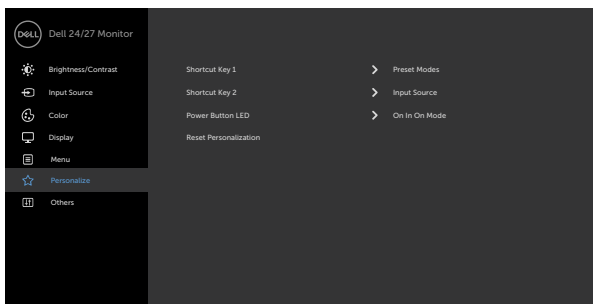 DELL Dell 24/27 Monitor
Brightness/Contrast
Input Source
Color
Display
Menu
Personalize
Others
Shortcut Key 1 Preset Modes
Shortcut Key 2 Input Source
Power Button LED On In On Mode
Reset Personalization